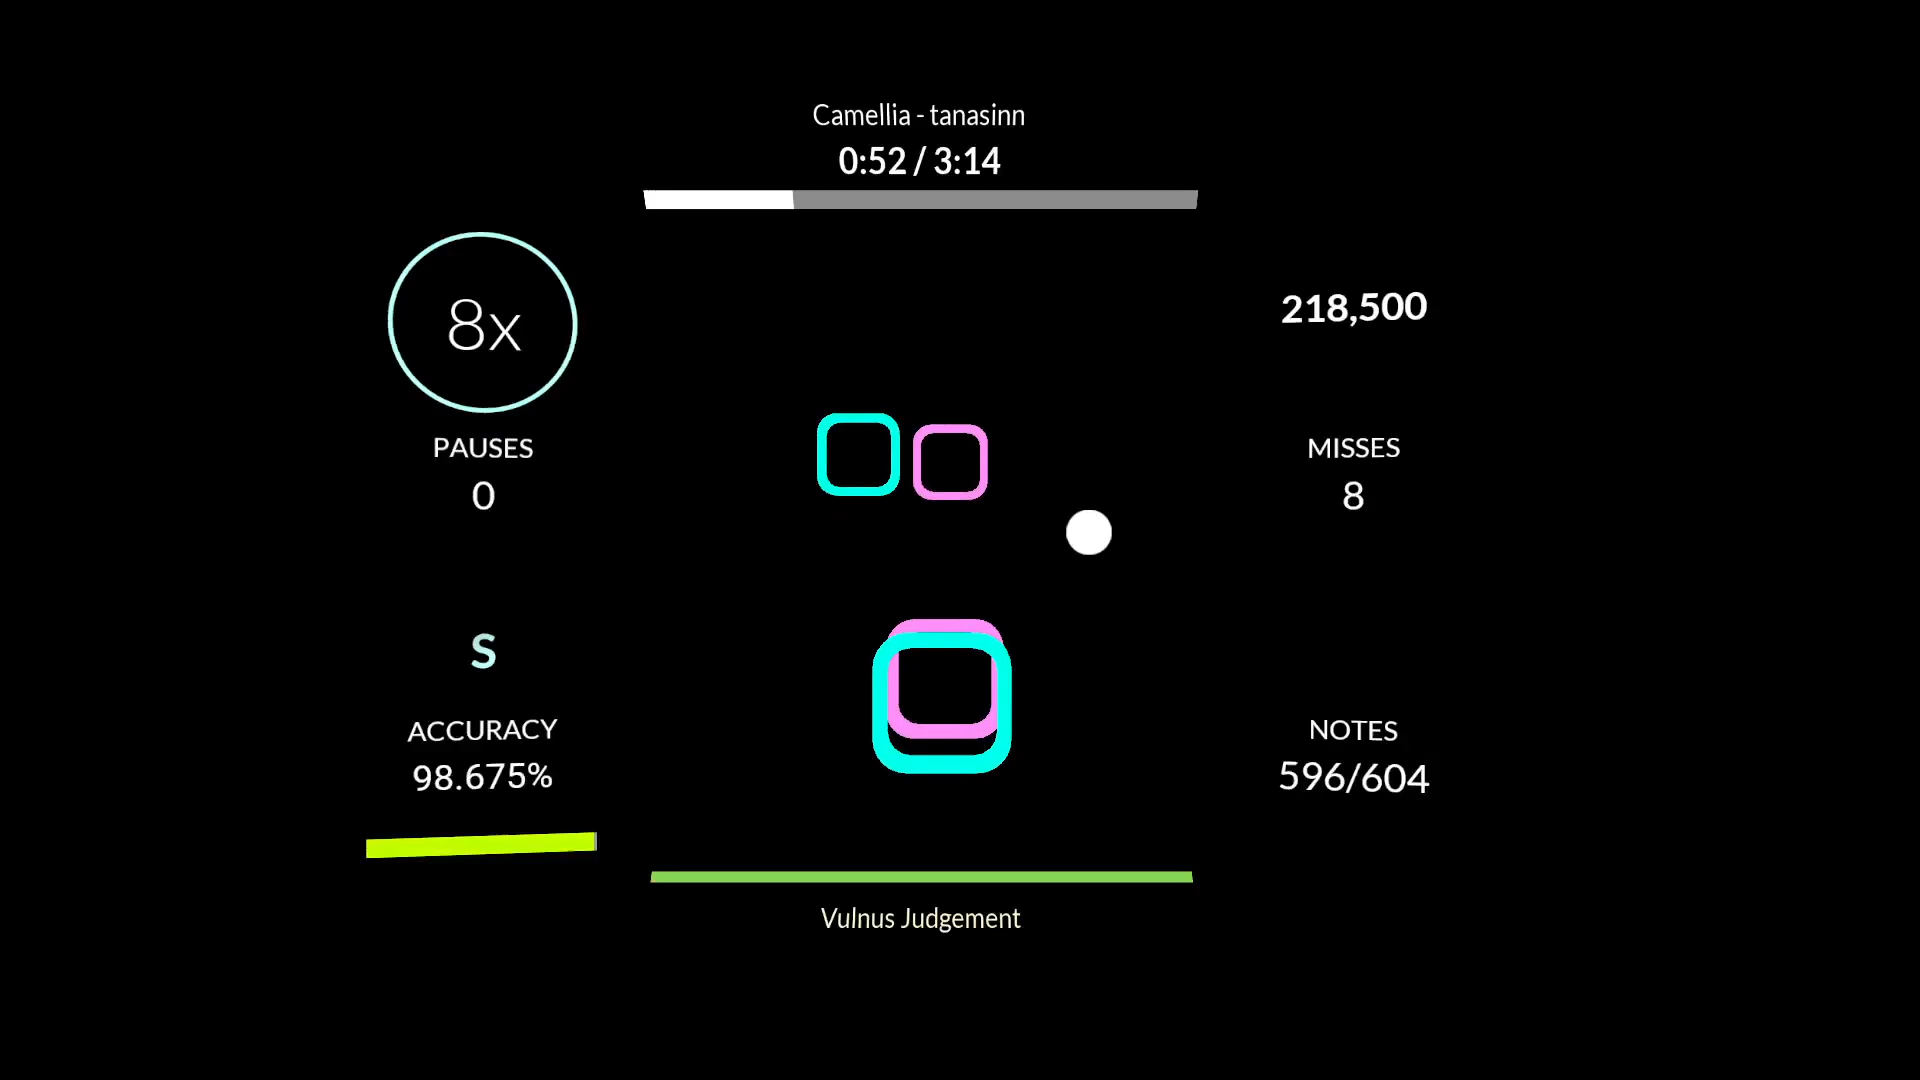 Camellia - tanasinn
0:52 / 3:14
8x
218,500
PAUSES
0
MISSES
8
S
ACCURACY
98.675%
NOTES
596/604
Vulnus Judgement